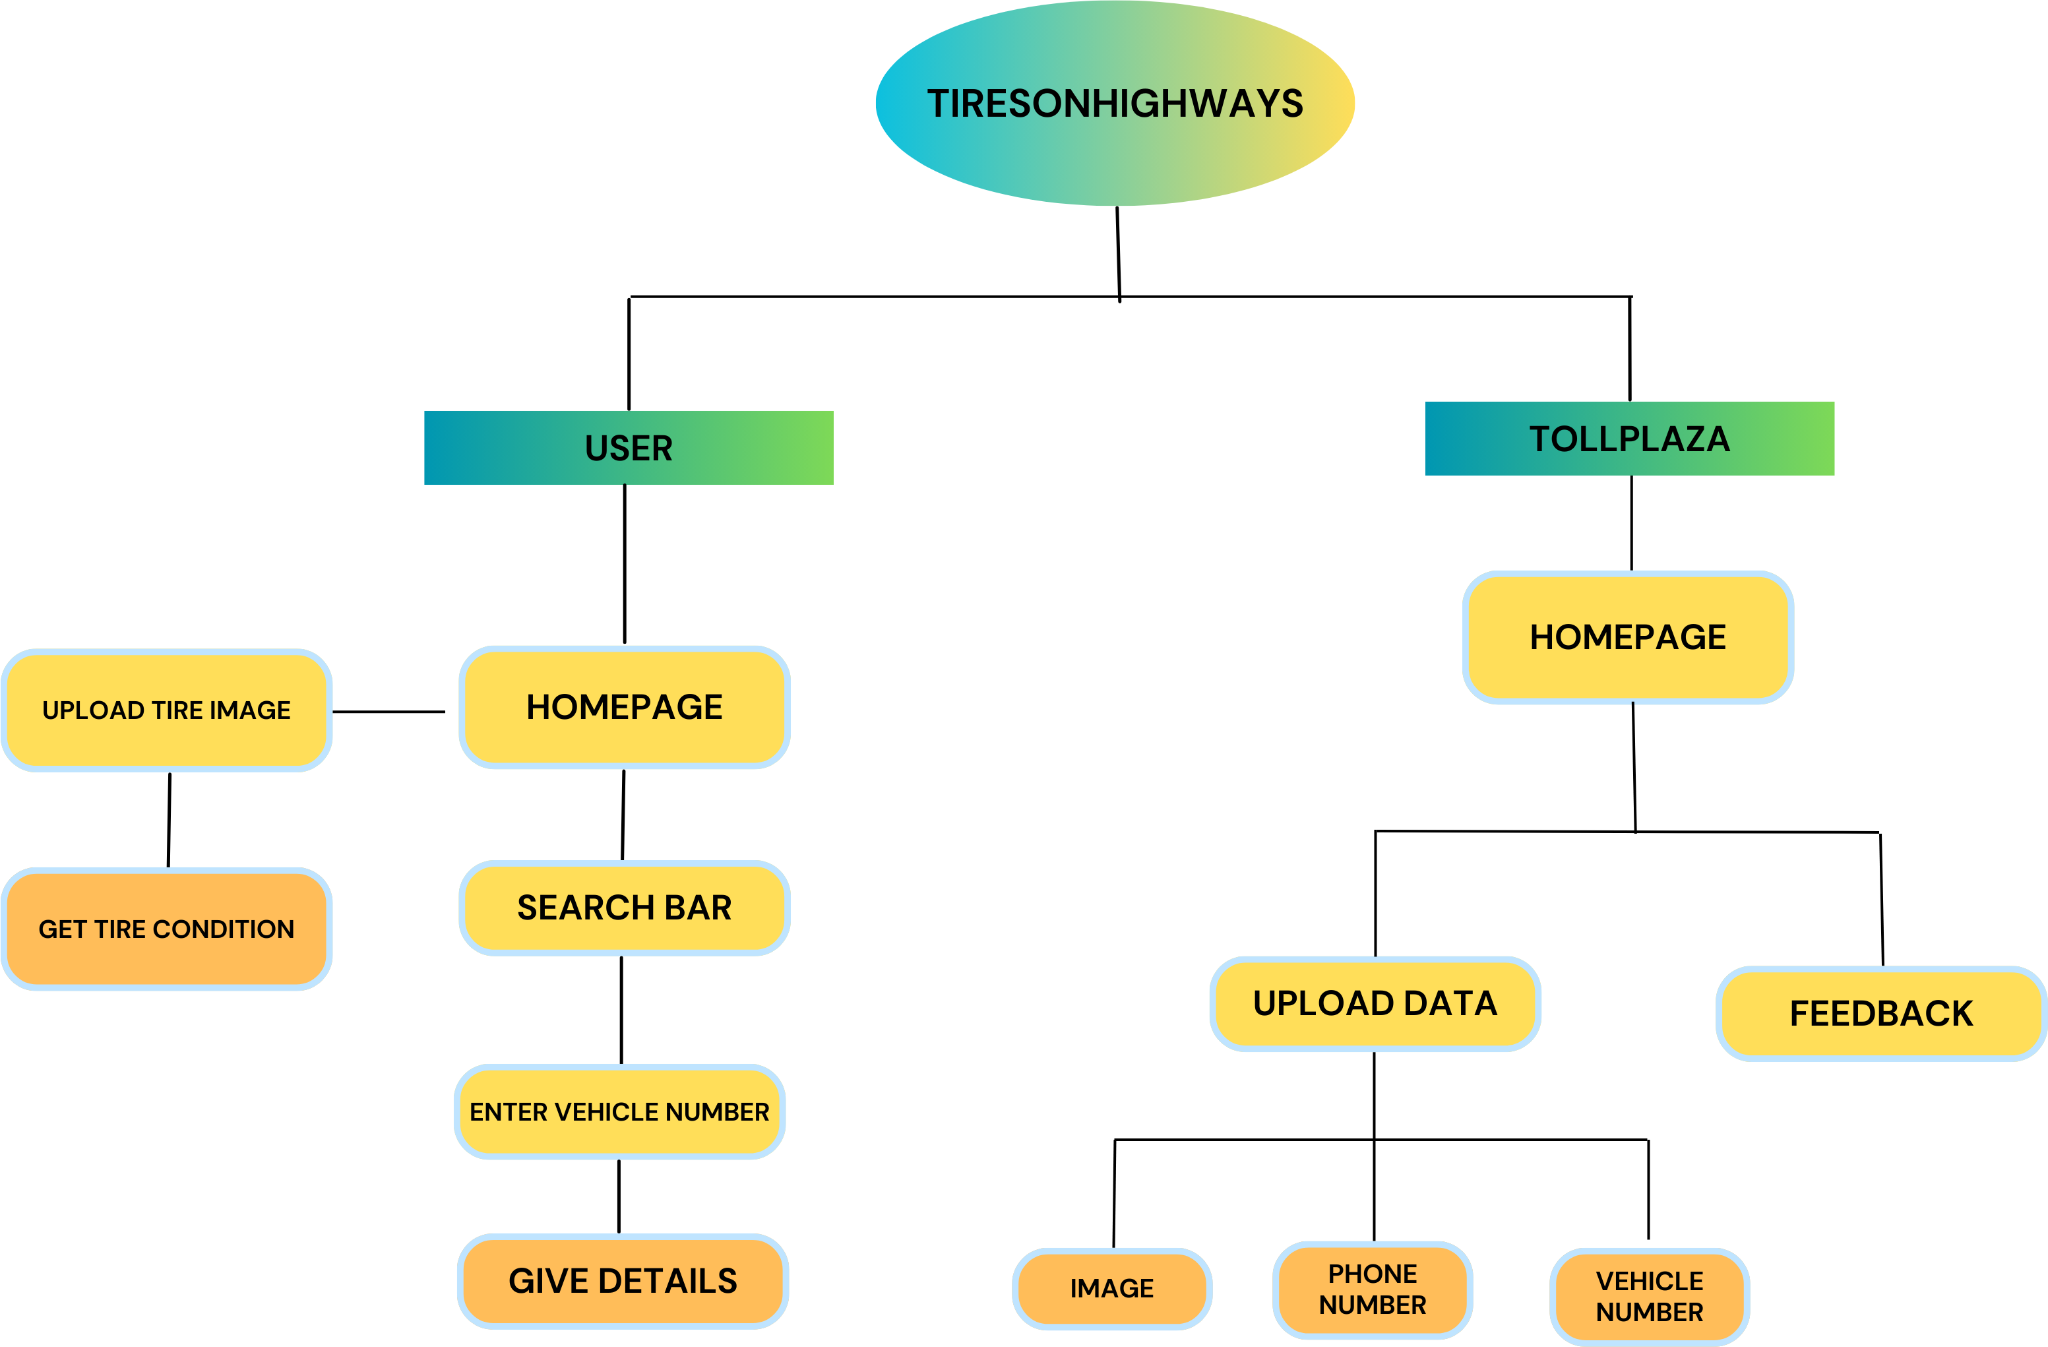 TIRESONHIGHWAYS
USER
TOLLPLAZA
HOMEPAGE
UPLOAD TIRE IMAGE
HOMEPAGE
SEARCH BAR
GET TIRE CONDITION
UPLOAD DATA
FEEDBACK
ENTER VEHICLE NUMBER
GIVE DETAILS
IMAGE
PHONE
NUMBER
VEHICLE
NUMBER